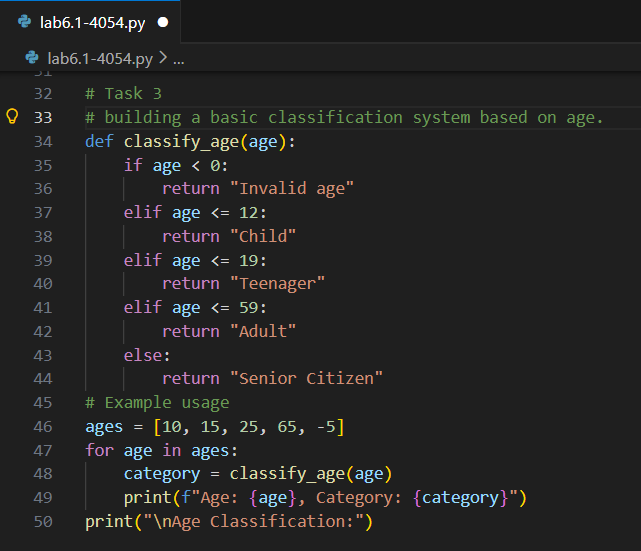 lab6.1-4054.py
lab6.1-4054.py > ...
31
32 # Task 3
33 # building a basic classification system based on age.
34 def classify_age(age):
35     if age < 0:
36         return "Invalid age"
37     elif age <= 12:
38         return "Child"
39     elif age <= 19:
40         return "Teenager"
41     elif age <= 59:
42         return "Adult"
43     else:
44         return "Senior Citizen"
45 # Example usage
46 ages = [10, 15, 25, 65, -5]
47 for age in ages:
48     category = classify_age(age)
49     print(f"Age: {age}, Category: {category}")
50 print("\nAge Classification:")